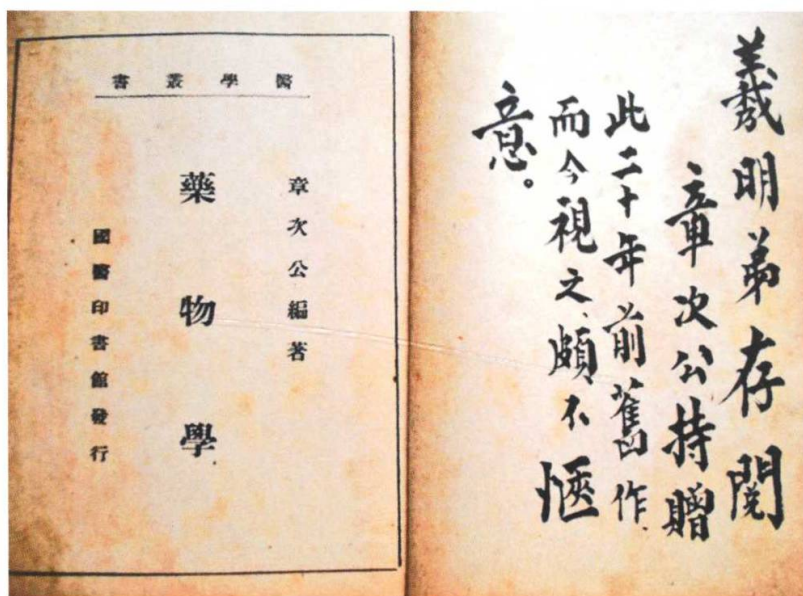 義明弟存閱
章次公持贈
此二十年前舊作、
而今視之、頗不愜
意。
醫學叢書
章次公編著
藥物學
國醫印書館發行